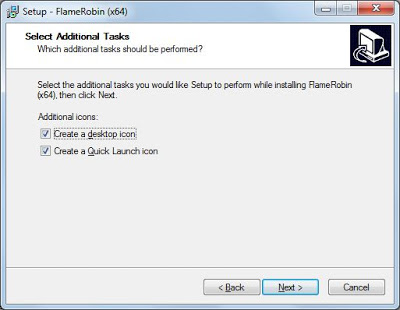 Setup - FlameRobin (x64)
Select Additional Tasks
Which additional tasks should be performed?
Select the additional tasks you would like Setup to perform while installing FlameRobin
(x64), then click Next.
Additional icons:
Create a desktop icon
Create a Quick Launch icon
< Back
Next >
Cancel